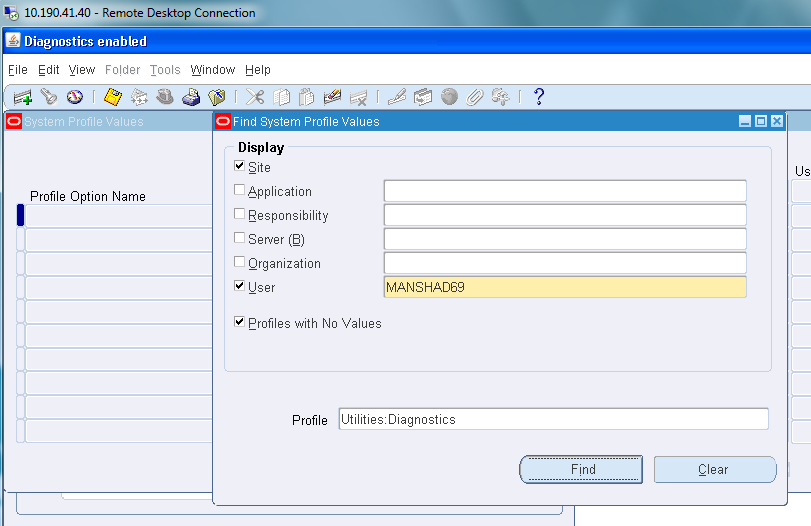 10.190.41.40 - Remote Desktop Connection
Diagnostics enabled
File Edit View Folder Tools Window Help
System Profile Values
Find System Profile Values
Display
Site
Application
Responsibility
Server (B)
Organization
User MANSHAD69
Profiles with No Values
Profile Utilities:Diagnostics
Find Clear
Profile Option Name
Us